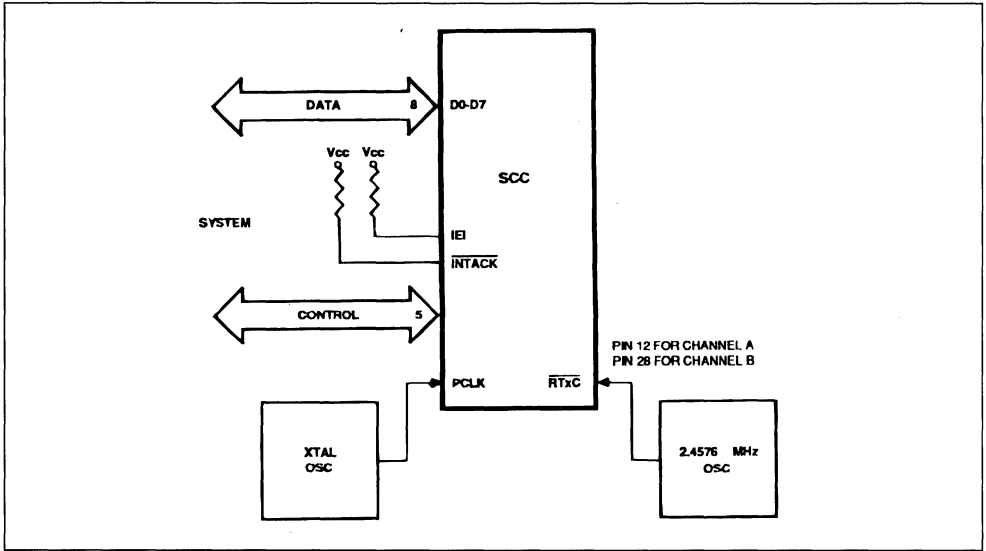 DATA 8 D0-D7
Vcc Vcc
SCC
SYSTEM
IEI
INTACK
CONTROL 5
PIN 12 FOR CHANNEL A
PIN 28 FOR CHANNEL B
PCLK RTxC
XTAL
OSC
2.4576 MHz
OSC